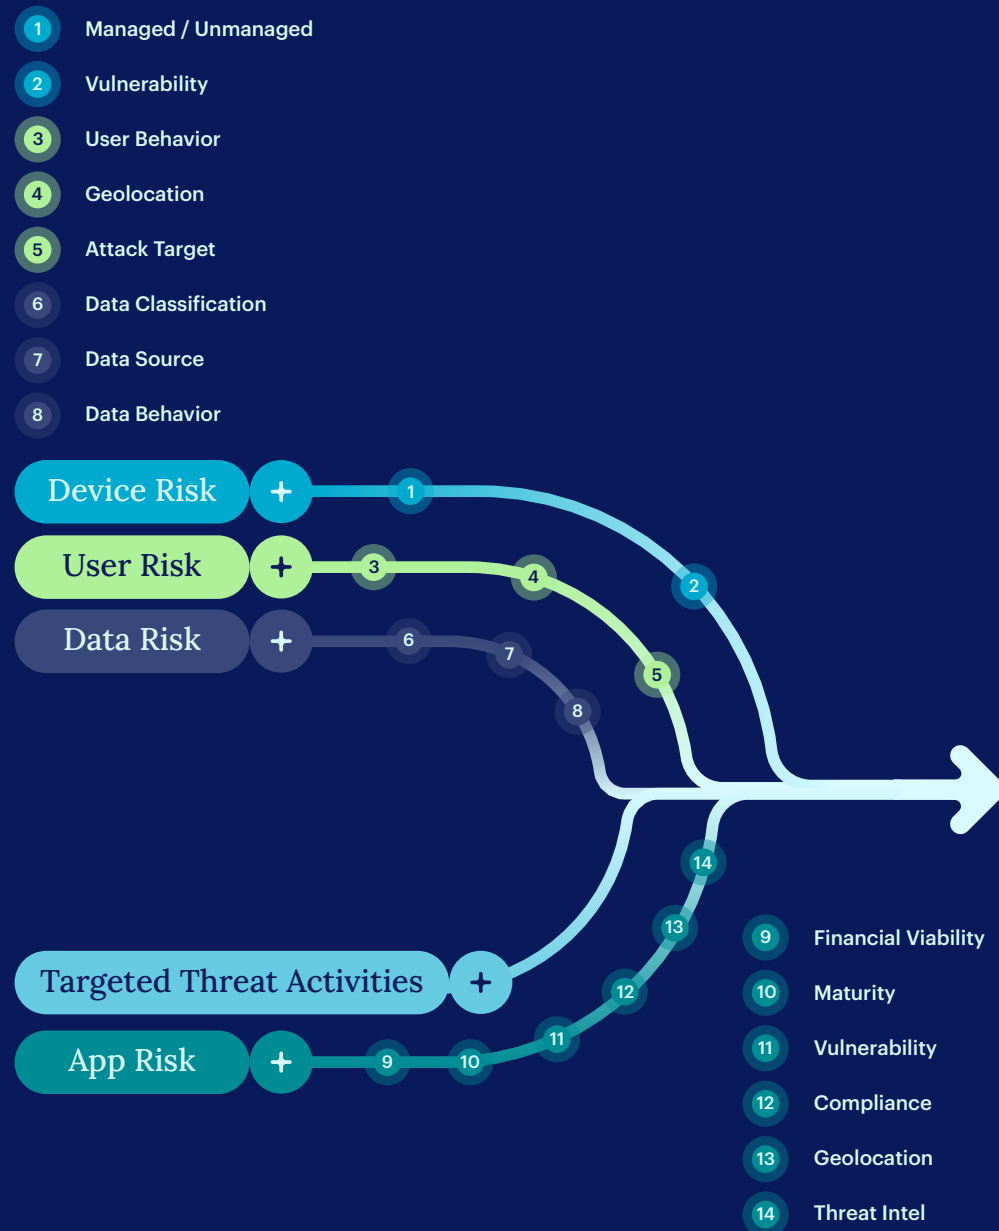 1 Managed / Unmanaged
2 Vulnerability
3 User Behavior
4 Geolocation
5 Attack Target
6 Data Classification
7 Data Source
8 Data Behavior
Device Risk + 1
2
User Risk + 3 4
5
Data Risk + 6 7
8
14
13
12
Targeted Threat Activities +
11
App Risk + 9 10
9 Financial Viability
10 Maturity
11 Vulnerability
12 Compliance
13 Geolocation
14 Threat Intel